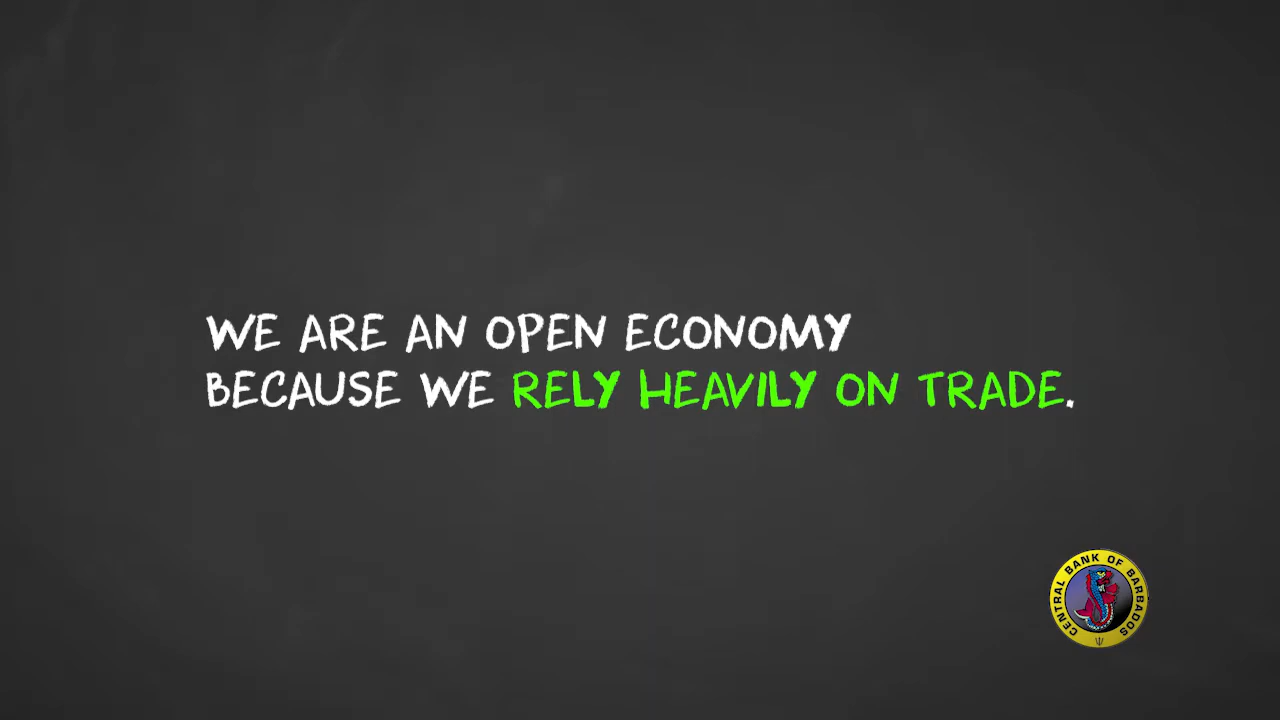 WE ARE AN OPEN ECONOMY
BECAUSE WE RELY HEAVILY ON TRADE.
CENTRAL BANK OF BARBADOS